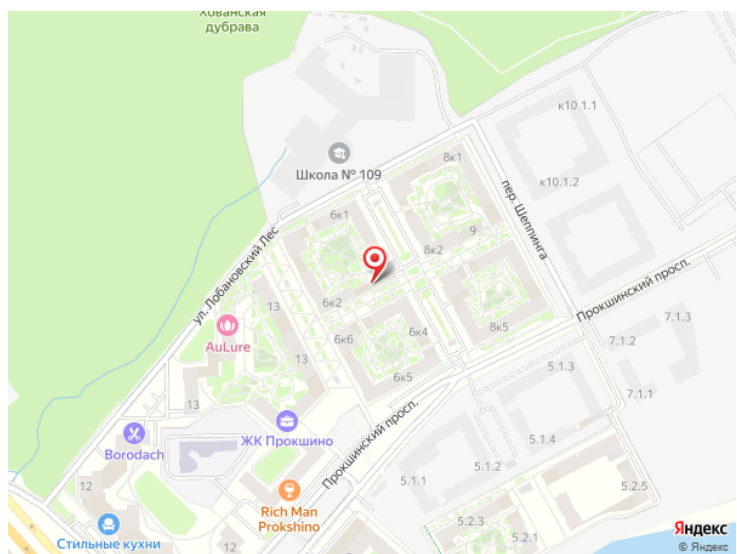 Хованская
дубрава
к10.1.1
Школа № 109
8к1
к10.1.2
пер. Шеппинга
6к1
9
ул. Лобановский Лес
8к2
Прокшинский просп.
6к2
13
6к6
6к4
8к5
7.1.3
7.1.2
AuLure
13
5.1.3
6к5
7.1.1
13
Прокшинский просп.
ЖК Прокшино
5.1.4
Borodach
5.1.2
12
5.1.1
5.2.5
Rich Man
Prokshino
5.2.3
12
5.2.1
Стильные кухни
Яндекс
© Яндекс